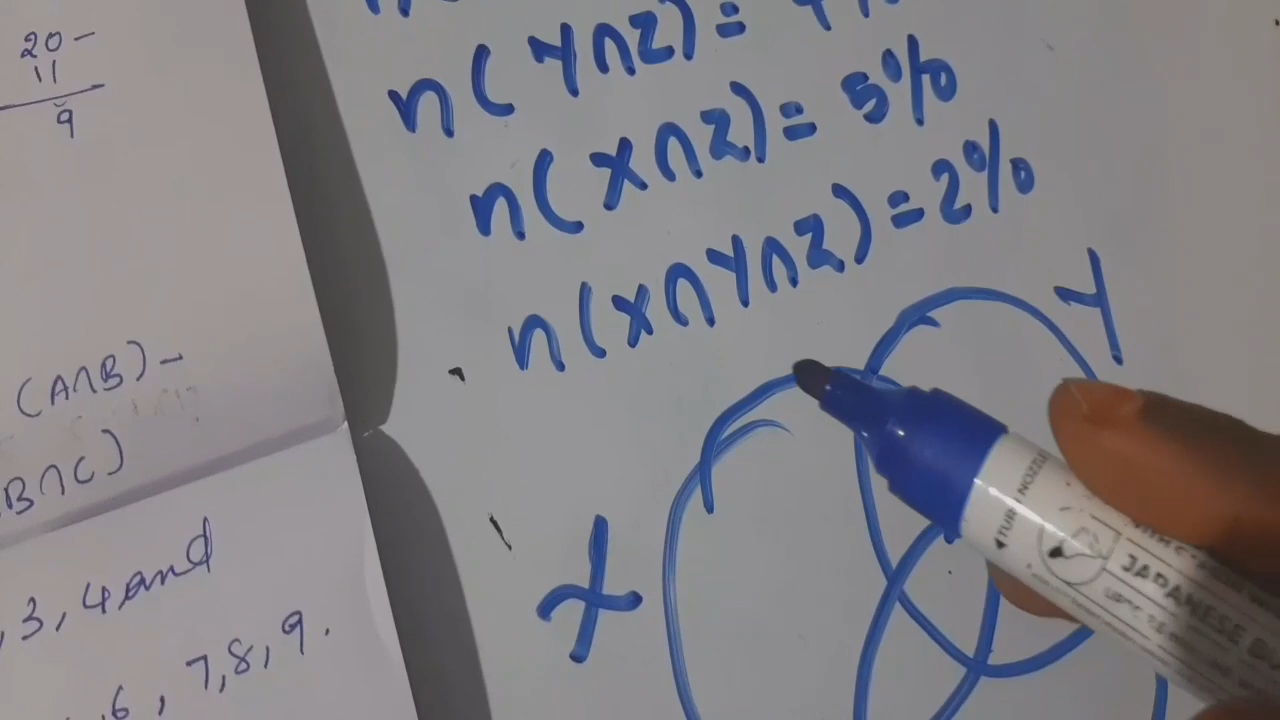 20-
11
9
(A∩B) -
B∩C)
, 3, 4 and
6, 7, 8, 9.
n(Y∩Z) =
n(X∩Z) = 5%
n(X∩Y∩Z) = 2%
Y
X
TURN NOZZLE
JAPANESE